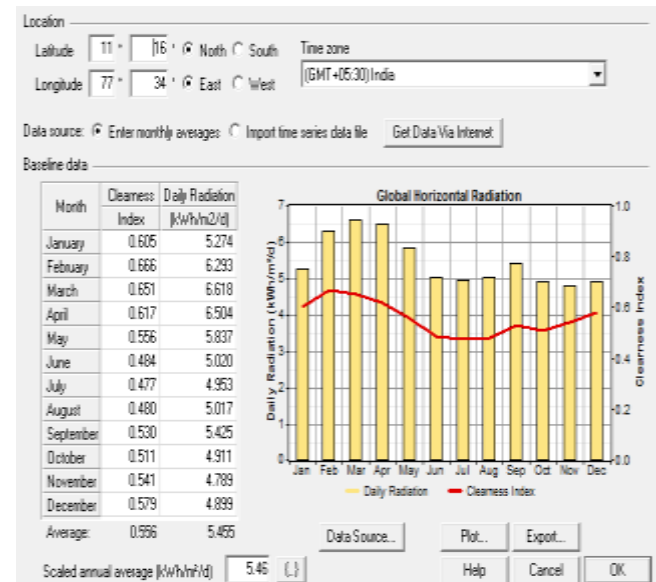 Location
Latitude 11 ° 16 ' North South Time zone
Longitude 77 ° 34 ' East West (GMT+05:30) India
Data source: Enter monthly averages Import time series data file Get Data Via Internet
Baseline data
Month Clearness Index Daily Radiation (kWh/m2/d)
January 0.605 5.274
February 0.666 6.293
March 0.651 6.618
April 0.617 6.504
May 0.556 5.837
June 0.484 5.020
July 0.477 4.953
August 0.480 5.017
September 0.530 5.425
October 0.511 4.911
November 0.541 4.789
December 0.579 4.899
Average: 0.556 5.455
Scaled annual average (kWh/m²/d) 5.46 {..}
Global Horizontal Radiation
Daily Radiation (kWh/m²/d)
7
6
5
4
3
2
1
0
Clearness Index
1.0
0.8
0.6
0.4
0.2
0.0
Jan Feb Mar Apr May Jun Jul Aug Sep Oct Nov Dec
Daily Radiation Clearness Index
Data Source... Plot... Export...
Help Cancel OK